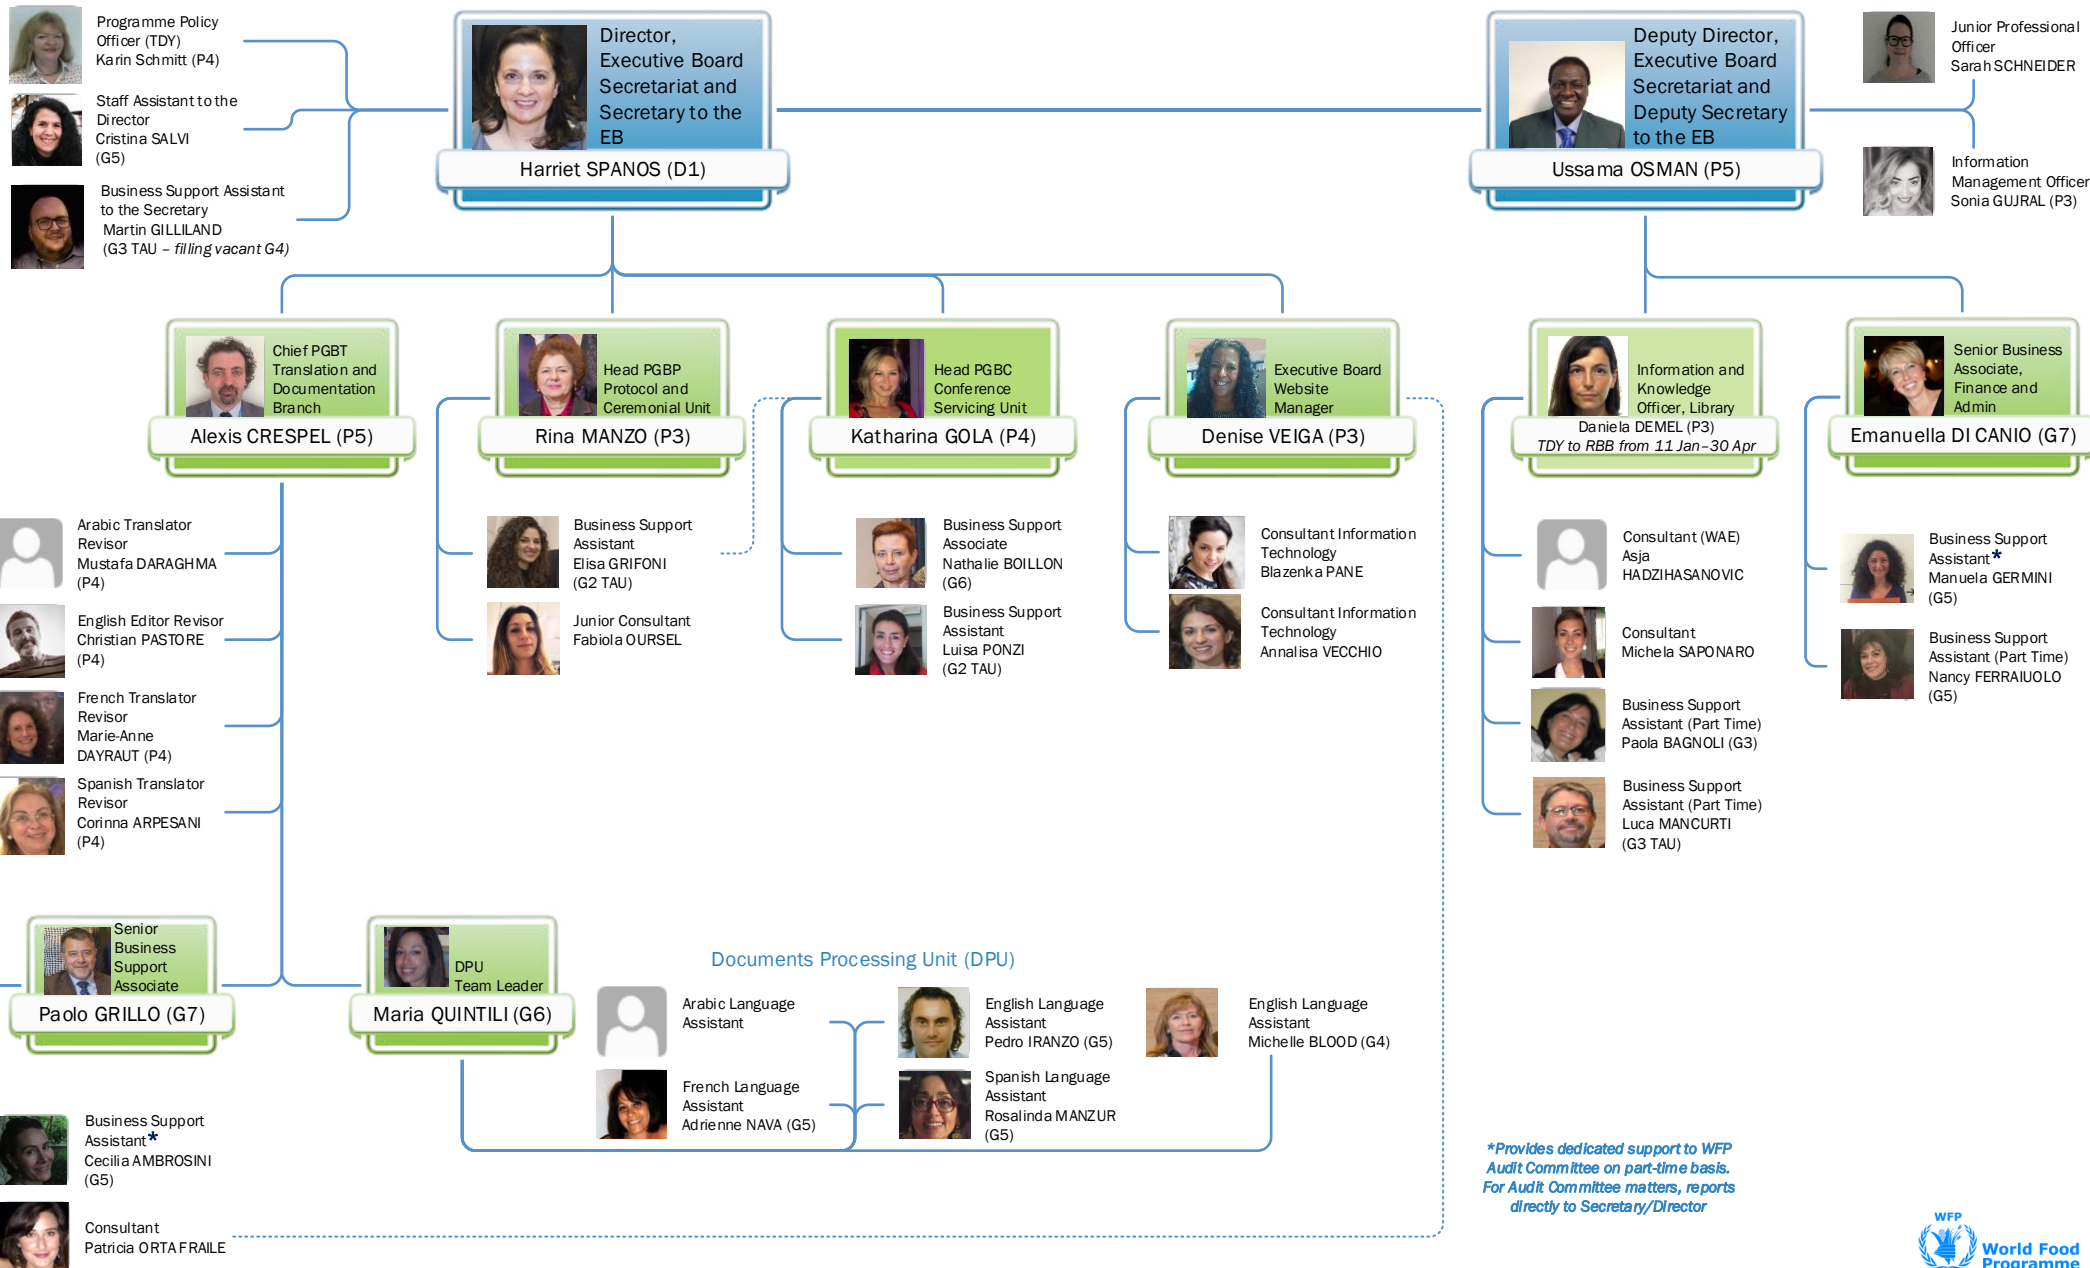 Programme Policy
Officer (TDY)
Karin Schmitt (P4)
Staff Assistant to the
Director
Cristina SALVI
(G5)
Business Support Assistant
to the Secretary
Martin GILLILAND
(G3 TAU – filling vacant G4)
Director,
Executive Board
Secretariat and
Secretary to the
EB
Harriet SPANOS (D1)
Deputy Director,
Executive Board
Secretariat and
Deputy Secretary
to the EB
Ussama OSMAN (P5)
Junior Professional
Officer
Sarah SCHNEIDER
Information
Management Officer
Sonia GUJRAL (P3)
Chief PGBT
Translation and
Documentation
Branch
Alexis CRESPEL (P5)
Head PGBP
Protocol and
Ceremonial Unit
Rina MANZO (P3)
Head PGBC
Conference
Servicing Unit
Katharina GOLA (P4)
Executive Board
Website
Manager
Denise VEIGA (P3)
Information and
Knowledge
Officer, Library
Daniela DEMEL (P3)
TDY to RBB from 11 Jan–30 Apr
Senior Business
Associate,
Finance and
Admin
Emanuella DI CANIO (G7)
Arabic Translator
Revisor
Mustafa DARAGHMA
(P4)
English Editor Revisor
Christian PASTORE
(P4)
French Translator
Revisor
Marie-Anne
DAYRAUT (P4)
Spanish Translator
Revisor
Corinna ARPESANI
(P4)
Business Support
Assistant
Elisa GRIFONI
(G2 TAU)
Junior Consultant
Fabiola OURSEL
Business Support
Associate
Nathalie BOILLON
(G6)
Business Support
Assistant
Luisa PONZI
(G2 TAU)
Consultant Information
Technology
Blazenka PANE
Consultant Information
Technology
Annalisa VECCHIO
Consultant (WAE)
Asja
HADZIHASANOVIC
Consultant
Michela SAPONARO
Business Support
Assistant (Part Time)
Paola BAGNOLI (G3)
Business Support
Assistant (Part Time)
Luca MANCURTI
(G3 TAU)
Business Support
Assistant*
Manuela GERMINI
(G5)
Business Support
Assistant (Part Time)
Nancy FERRAIUOLO
(G5)
Senior
Business
Support
Associate
Paolo GRILLO (G7)
DPU
Team Leader
Maria QUINTILI (G6)
Documents Processing Unit (DPU)
Arabic Language
Assistant
English Language
Assistant
Pedro IRANZO (G5)
English Language
Assistant
Michelle BLOOD (G4)
French Language
Assistant
Adrienne NAVA (G5)
Spanish Language
Assistant
Rosalinda MANZUR
(G5)
Business Support
Assistant*
Cecilia AMBROSINI
(G5)
Consultant
Patricia ORTA FRAILE
*Provides dedicated support to WFP
Audit Committee on part-time basis.
For Audit Committee matters, reports
directly to Secretary/Director
WFP
World Food
Programme